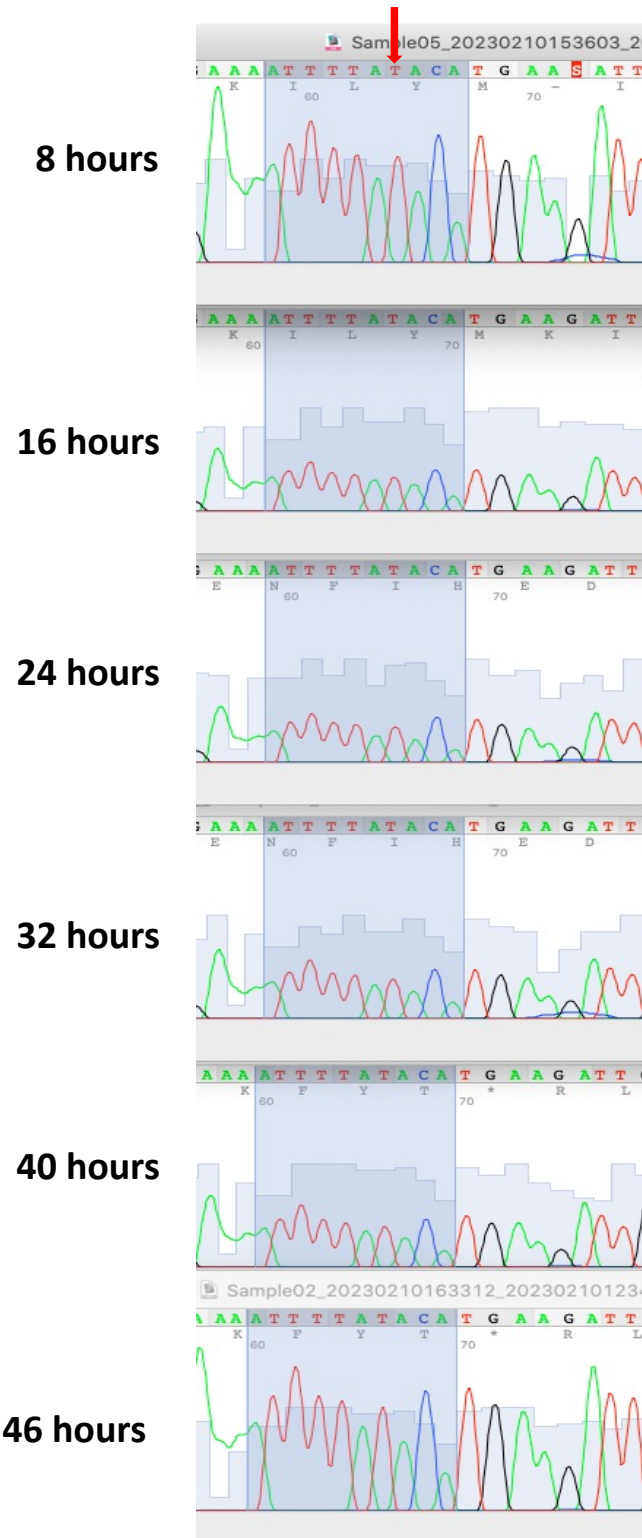 Sample05_20230210153603_2
G A A A A T T T T A T A C A T G A A S A T T
K I L Y M - I
60 70
8 hours
G A A A A T T T T A T A C A T G A A G A T T
K I L Y M K I
60 70
16 hours
G A A A A T T T T A T A C A T G A A G A T T
E N F I H E D
60 70
24 hours
G A A A A T T T T A T A C A T G A A G A T T
E N F I H E D
60 70
32 hours
A A A A T T T T A T A C A T G A A G A T T
K F Y T * R L
60 70
40 hours
Sample02_20230210163312_202302101234
A A A A T T T T A T A C A T G A A G A T T
K F Y T * R L
60 70
46 hours